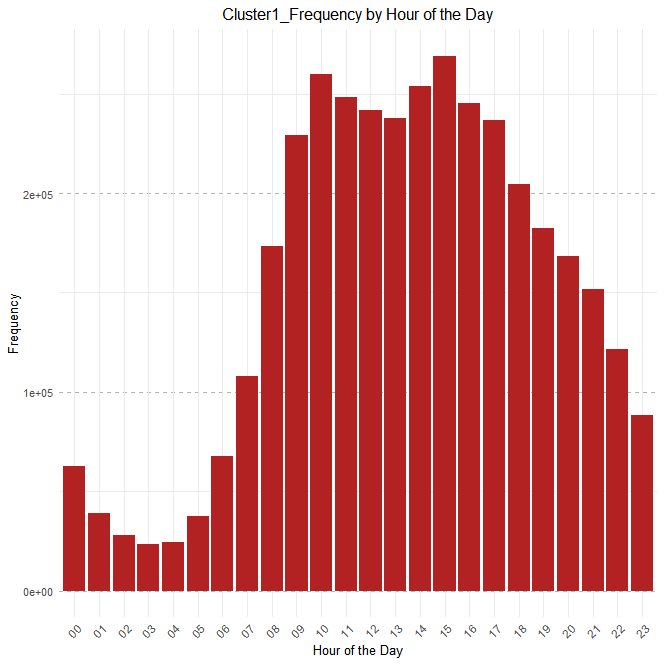 Cluster1_Frequency by Hour of the Day
Frequency
2e+05
1e+05
0e+00
00 01 02 03 04 05 06 07 08 09 10 11 12 13 14 15 16 17 18 19 20 21 22 23
Hour of the Day